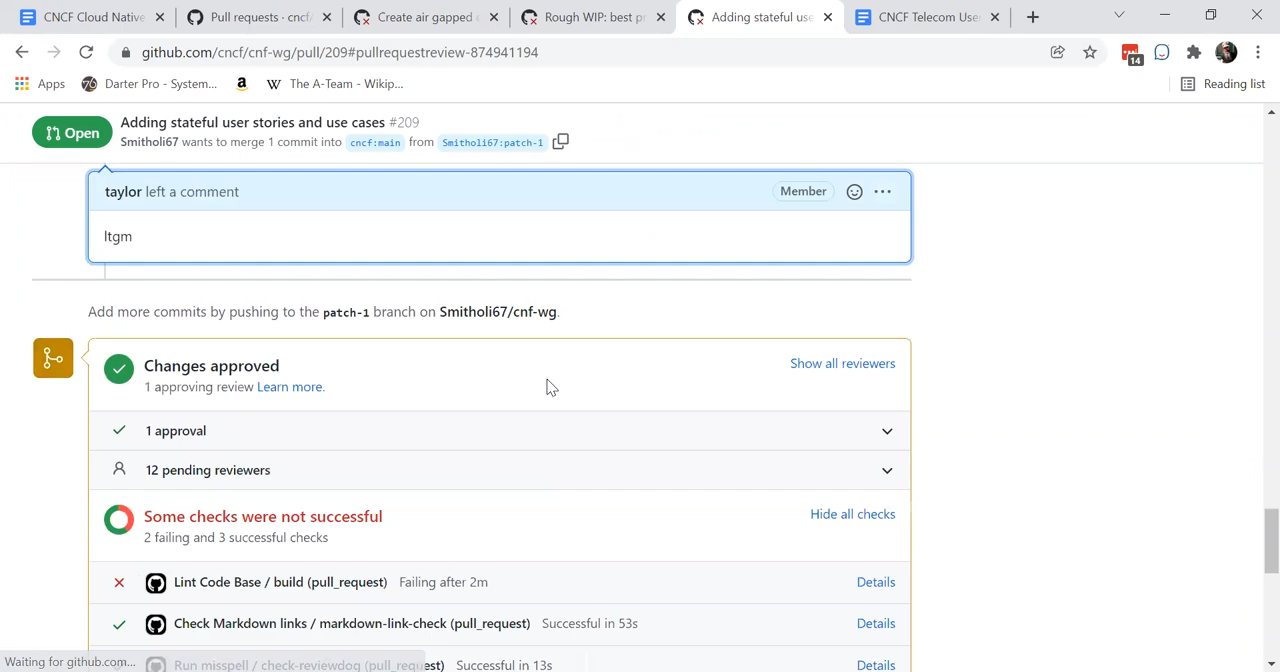 CNCF Cloud Native
Pull requests · cncf/
Create air gapped
Rough WIP: best p
Adding stateful use
CNCF Telecom Use
github.com/cncf/cnf-wg/pull/209#pullrequestreview-874941194
14
Apps
76
Darter Pro - System...
a
W
The A-Team - Wikip...
Reading list
Open
Adding stateful user stories and use cases #209
Smitholi67 wants to merge 1 commit into cncf:main from Smitholi67:patch-1
taylor left a comment
Member
ltgm
Add more commits by pushing to the patch-1 branch on Smitholi67/cnf-wg.
Changes approved
Show all reviewers
1 approving review Learn more.
1 approval
12 pending reviewers
Some checks were not successful
Hide all checks
2 failing and 3 successful checks
Lint Code Base / build (pull_request) Failing after 2m
Details
Check Markdown links / markdown-link-check (pull_request) Successful in 53s
Details
Waiting for github.com...
Run misspell / check-reviewdog (pull_request) Successful in 13s
Details